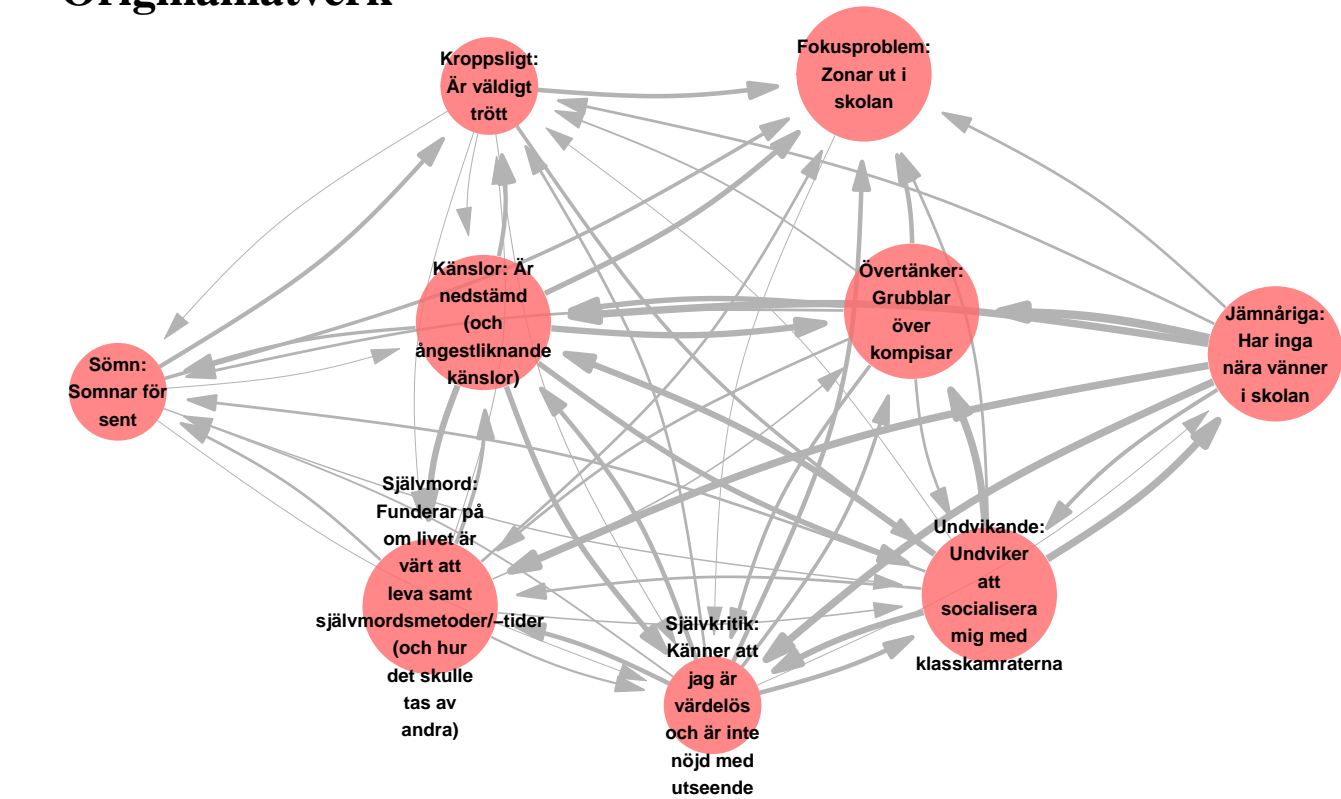 Originalnätverk
Kroppsligt:
Är väldigt
trött
Fokusproblem:
Zonar ut i
skolan
Känslor: Är
nedstämd
(och
ångestliknande
känslor)
Övertänker:
Grubblar
över
kompisar
Jämnåriga:
Har inga
nära vänner
i skolan
Sömn:
Somnar för
sent
Självmord:
Funderar på
om livet är
värt att
leva samt
självmordsmetoder/–tider
(och hur
det skulle
tas av
andra)
Självkritik:
Känner att
jag är
värdelös
och är inte
nöjd med
utseende
Undvikande:
Undviker
att
socialisera
mig med
klasskamraterna